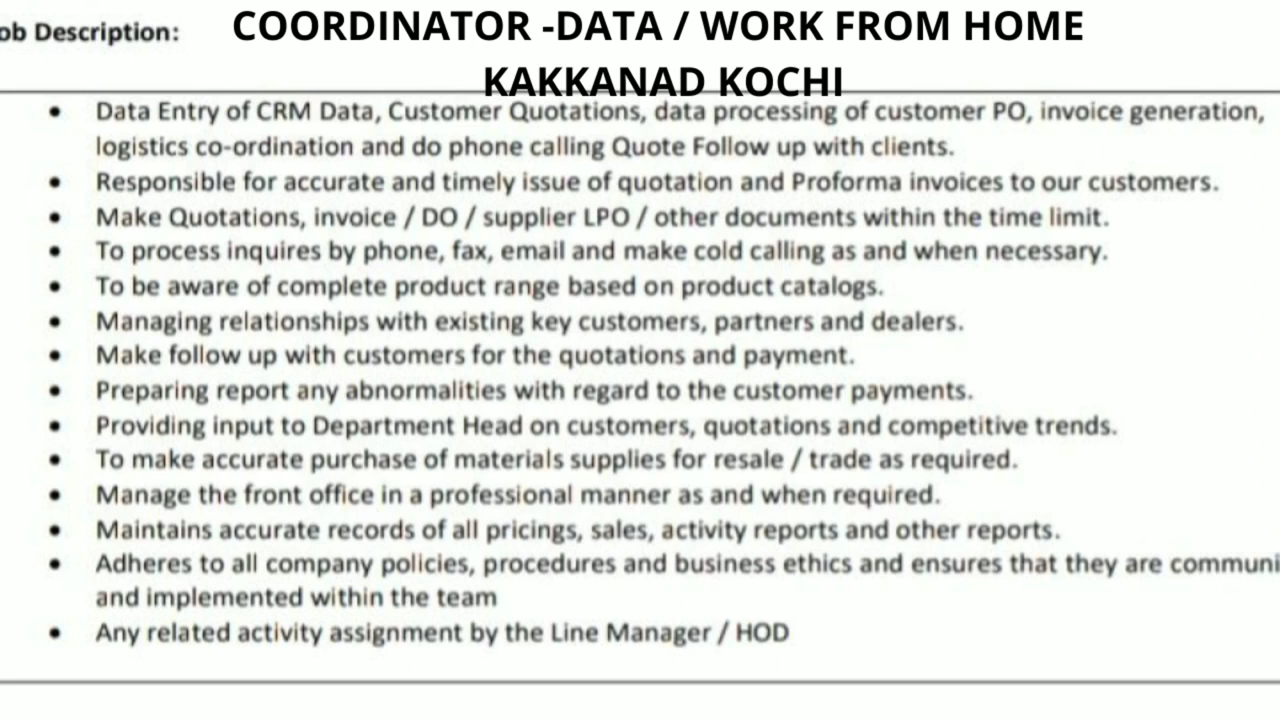 ob Description:
COORDINATOR -DATA / WORK FROM HOME
KAKKANAD KOCHI
• Data Entry of CRM Data, Customer Quotations, data processing of customer PO, invoice generation,
logistics co-ordination and do phone calling Quote Follow up with clients.
• Responsible for accurate and timely issue of quotation and Proforma invoices to our customers.
• Make Quotations, invoice / DO / supplier LPO / other documents within the time limit.
• To process inquires by phone, fax, email and make cold calling as and when necessary.
• To be aware of complete product range based on product catalogs.
• Managing relationships with existing key customers, partners and dealers.
• Make follow up with customers for the quotations and payment.
• Preparing report any abnormalities with regard to the customer payments.
• Providing input to Department Head on customers, quotations and competitive trends.
• To make accurate purchase of materials supplies for resale / trade as required.
• Manage the front office in a professional manner as and when required.
• Maintains accurate records of all pricings, sales, activity reports and other reports.
• Adheres to all company policies, procedures and business ethics and ensures that they are communi
and implemented within the team
• Any related activity assignment by the Line Manager / HOD